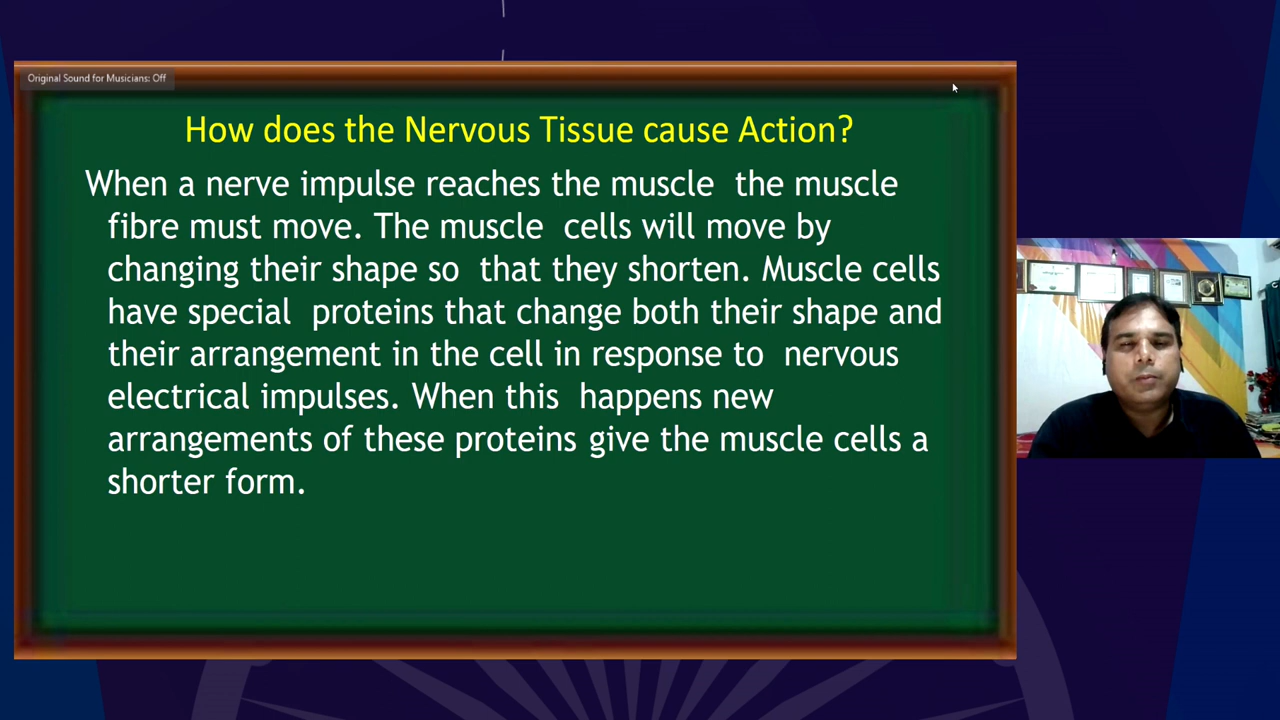 Original Sound for Musicians: Off
How does the Nervous Tissue cause Action?
When a nerve impulse reaches the muscle the muscle
fibre must move. The muscle cells will move by
changing their shape so that they shorten. Muscle cells
have special proteins that change both their shape and
their arrangement in the cell in response to nervous
electrical impulses. When this happens new
arrangements of these proteins give the muscle cells a
shorter form.